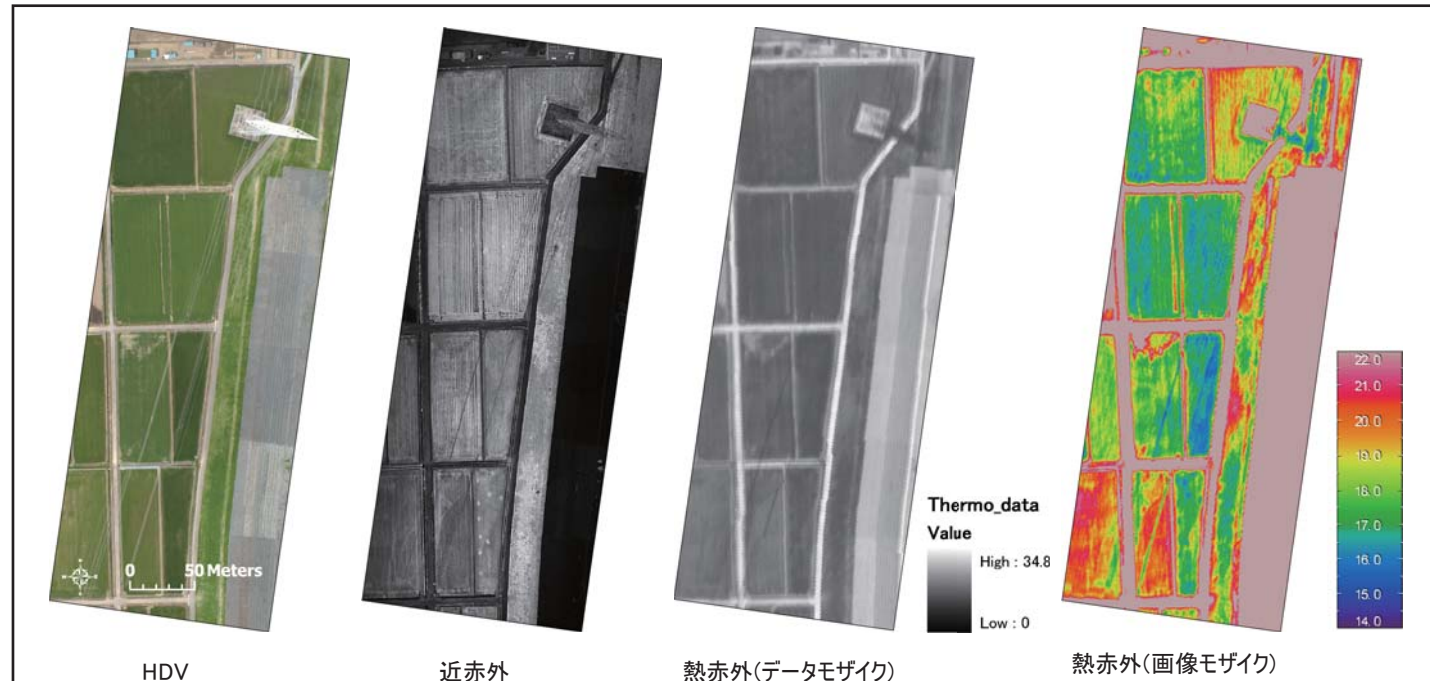 0 50 Meters
Thermo_data
Value
High : 34.8
Low : 0
22.0
21.0
20.0
19.0
18.0
17.0
16.0
15.0
14.0
HDV
近赤外
熱赤外(データモザイク)
熱赤外(画像モザイク)